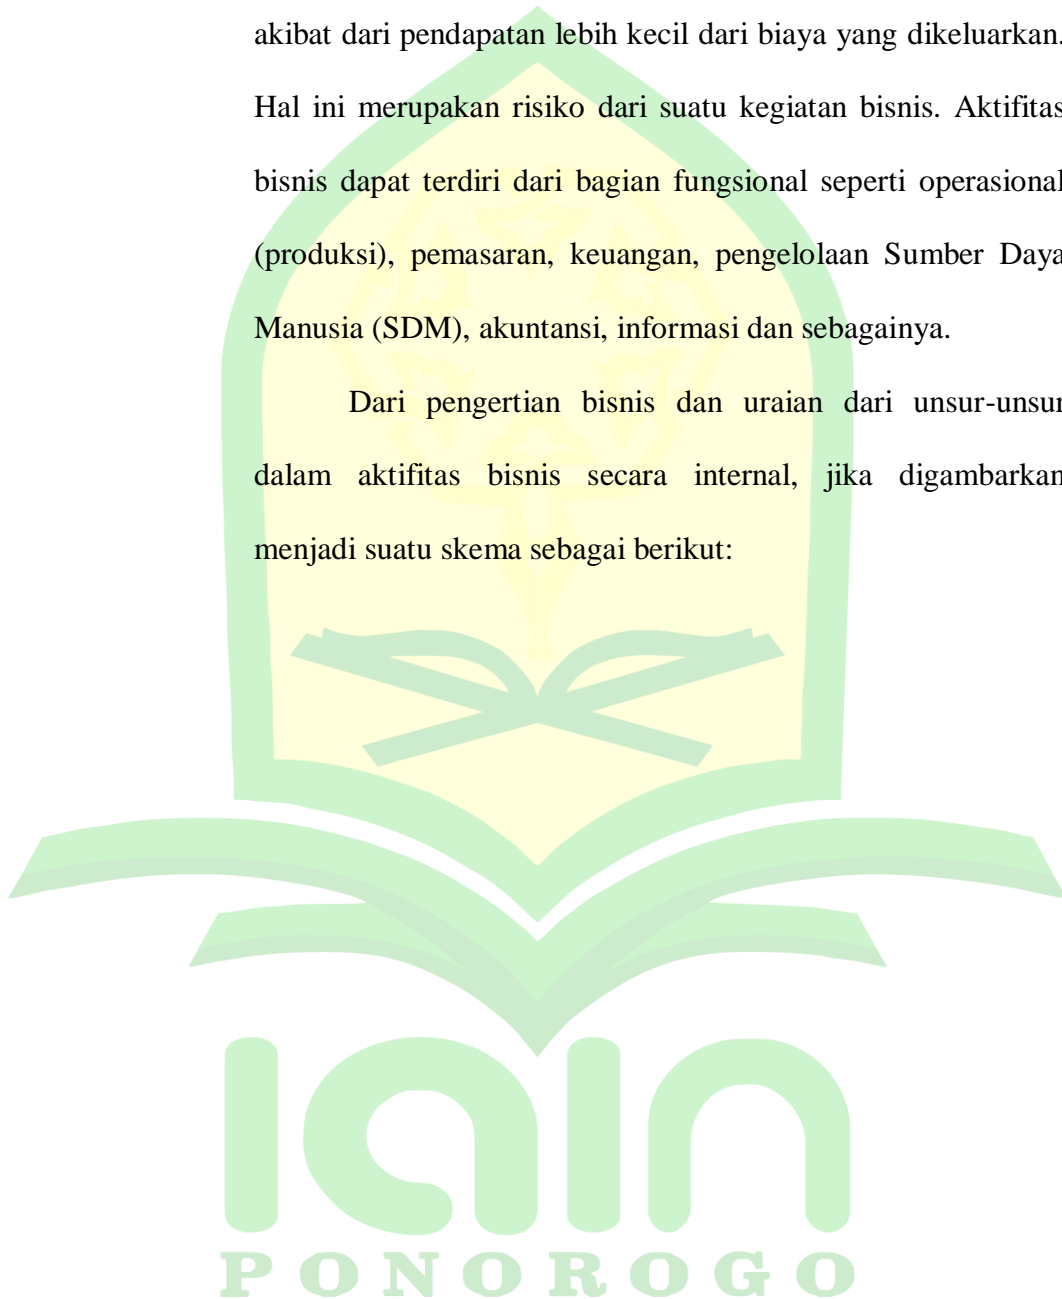 akibat dari pendapatan lebih kecil dari biaya yang dikeluarkan.
Hal ini merupakan risiko dari suatu kegiatan bisnis. Aktifitas
bisnis dapat terdiri dari bagian fungsional seperti operasional
(produksi), pemasaran, keuangan, pengelolaan Sumber Daya
Manusia (SDM), akuntansi, informasi dan sebagainya.
Dari pengertian bisnis dan uraian dari unsur-unsur
dalam aktifitas bisnis secara internal, jika digambarkan
menjadi suatu skema sebagai berikut:
IAIN
PONOROGO